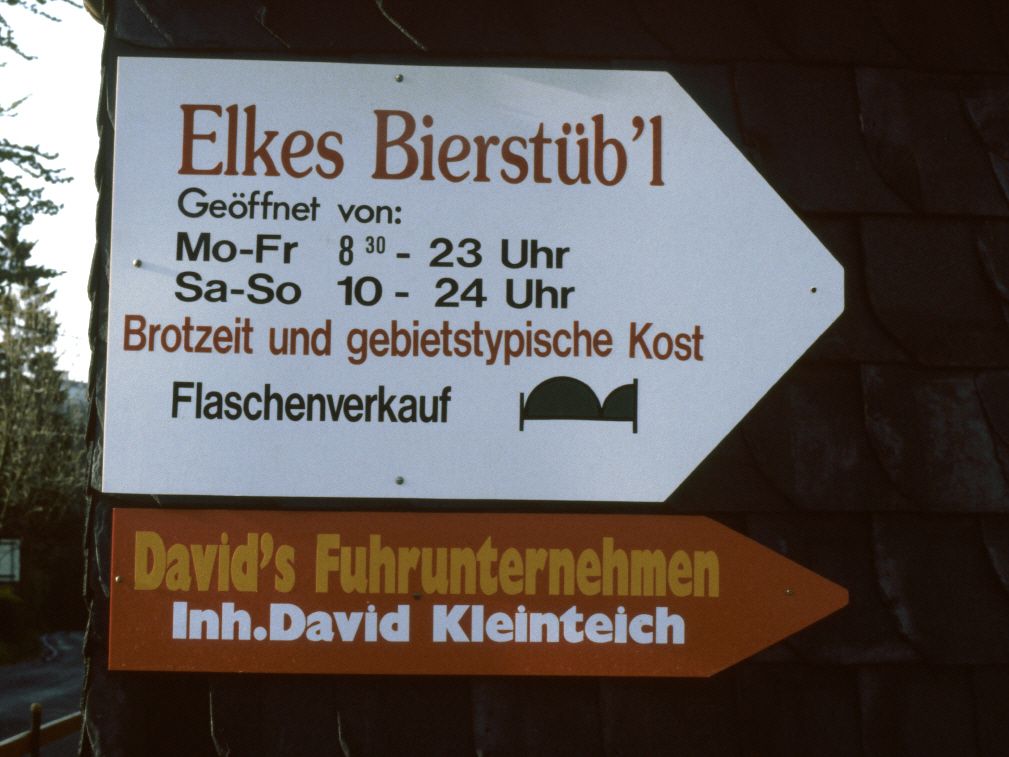 Elkes Bierstüb'l
Geöffnet von:
Mo-Fr 8 30 - 23 Uhr
Sa-So 10 - 24 Uhr
Brotzeit und gebietstypische Kost
Flaschenverkauf
David's Fuhrunternehmen
Inh.David Kleinteich